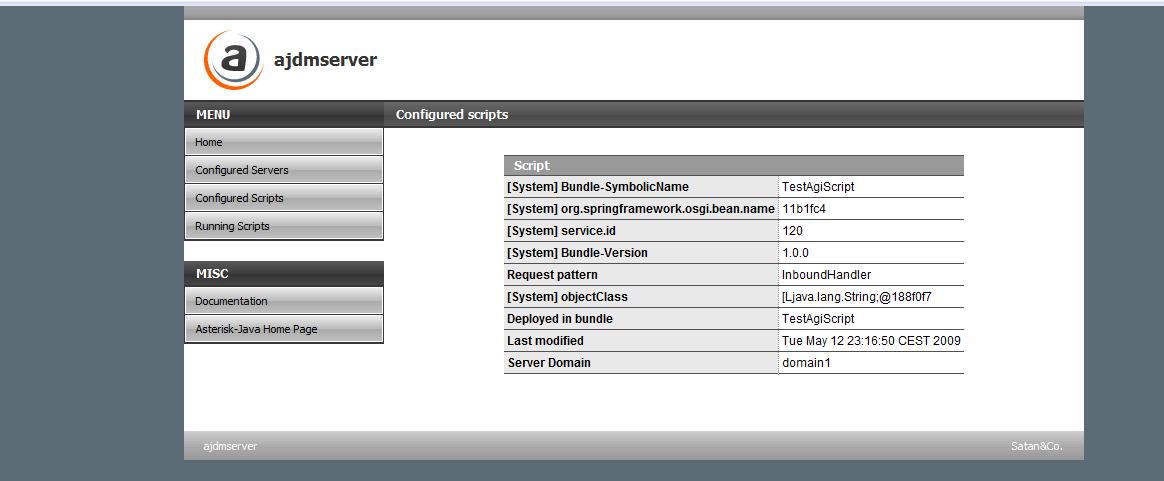 a ajdmserver
MENU
Home
Configured Servers
Configured Scripts
Running Scripts
MISC
Documentation
Asterisk-Java Home Page
Configured scripts
Script
[System] Bundle-SymbolicName TestAgiScript
[System] org.springframework.osgi.bean.name 11b1fc4
[System] service.id 120
[System] Bundle-Version 1.0.0
Request pattern InboundHandler
[System] objectClass [Ljava.lang.String;@188f0f7
Deployed in bundle TestAgiScript
Last modified Tue May 12 23:16:50 CEST 2009
Server Domain domain1
ajdmserver Satan&Co.